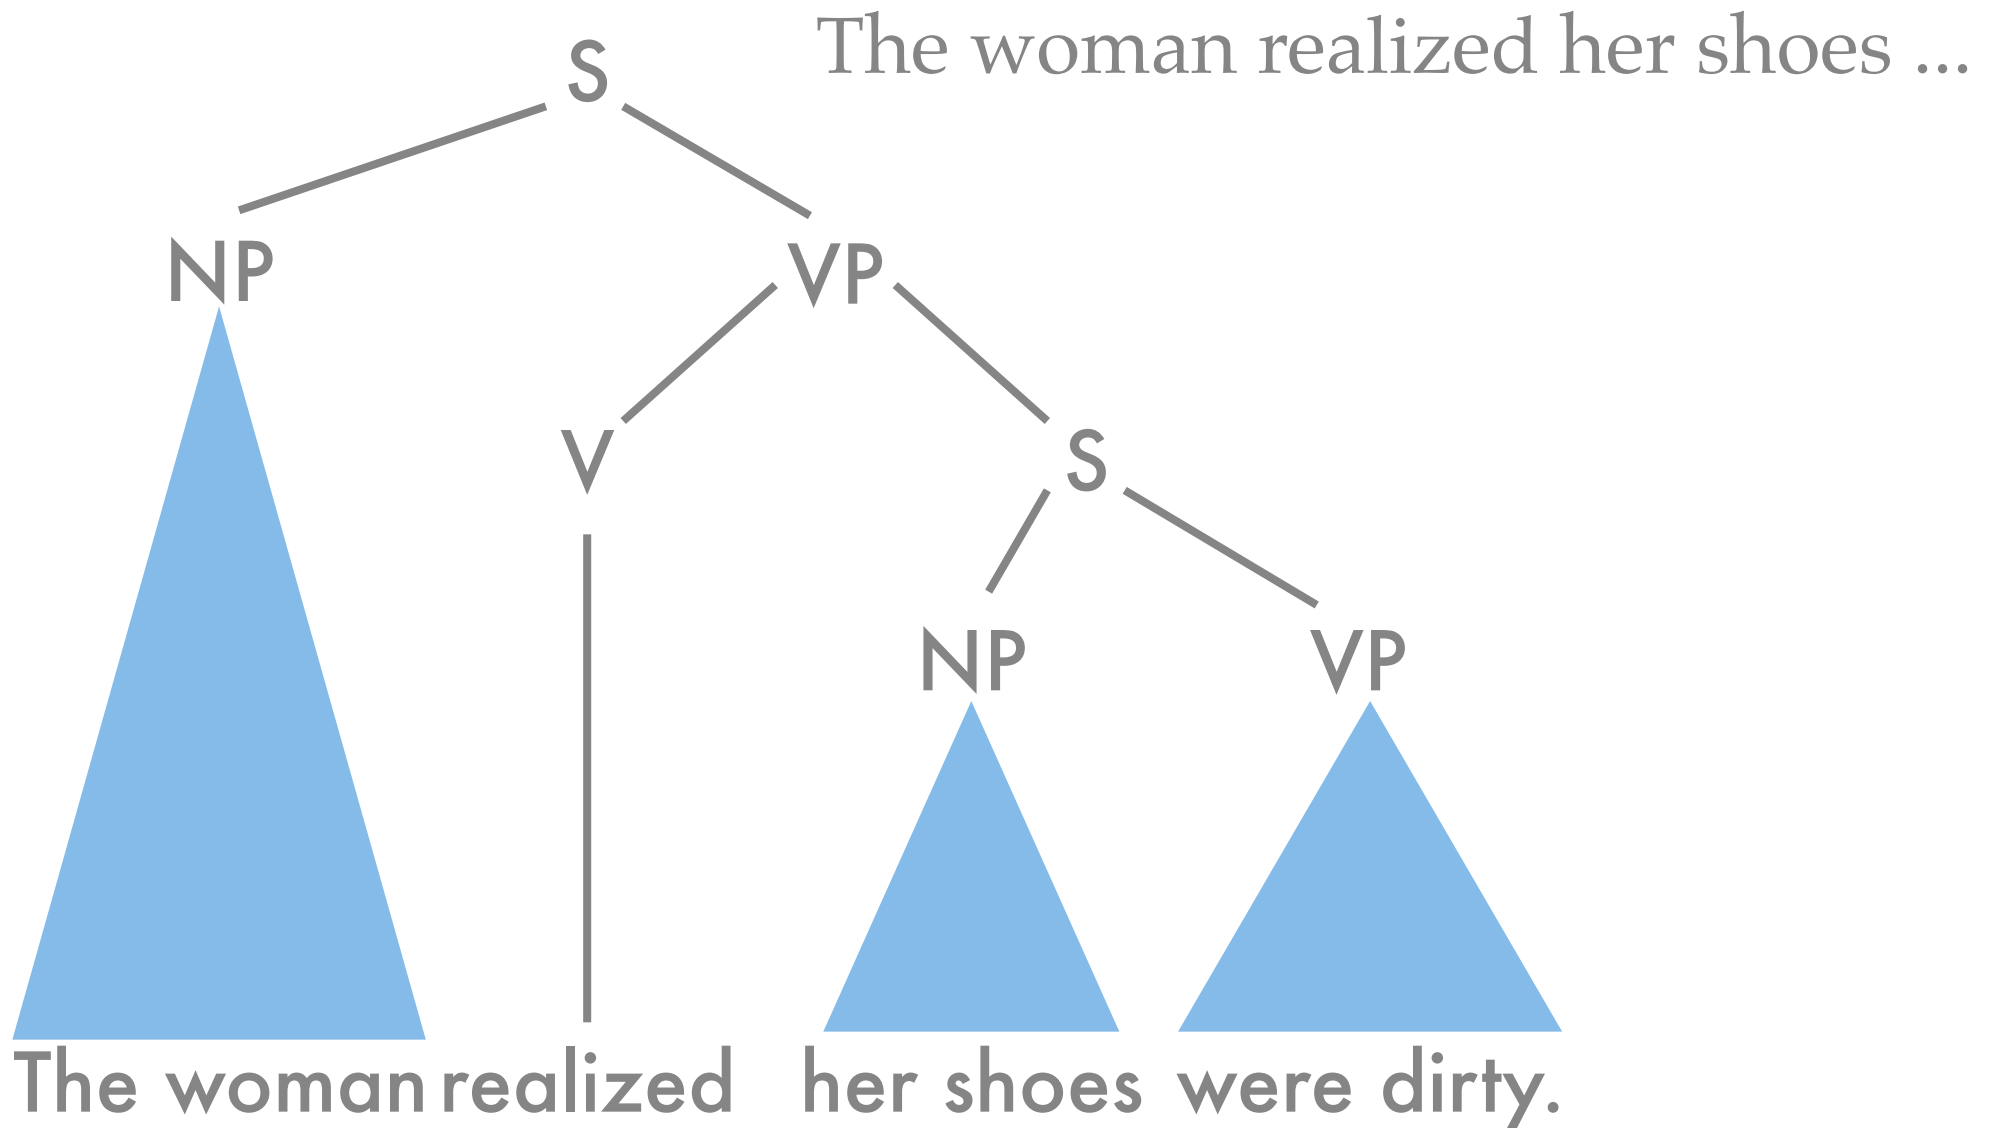 The woman realized her shoes ...
S
NP VP
V S
NP VP
The woman realized her shoes were dirty.